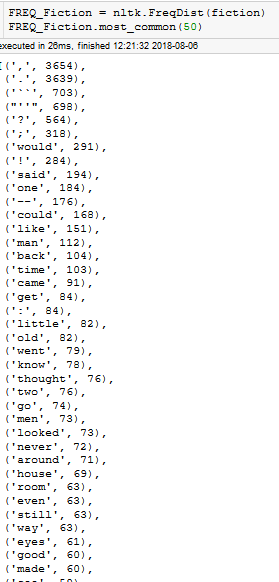 FREQ_Fiction = nltk.FreqDist(fiction)
FREQ_Fiction.most_common(50)
executed in 26ms, finished 12:21:32 2018-08-06
[(',', 3654),
('.', 3639),
('``', 703),
("''", 698),
('?', 564),
(';', 318),
('would', 291),
('!', 284),
('said', 194),
('one', 184),
('--', 176),
('could', 168),
('like', 151),
('man', 112),
('back', 104),
('time', 103),
('came', 91),
('get', 84),
(':', 84),
('little', 82),
('old', 82),
('went', 79),
('know', 78),
('thought', 76),
('two', 76),
('go', 74),
('men', 73),
('looked', 73),
('never', 72),
('around', 71),
('house', 69),
('room', 63),
('even', 63),
('still', 63),
('way', 63),
('eyes', 61),
('good', 60),
('made', 60),